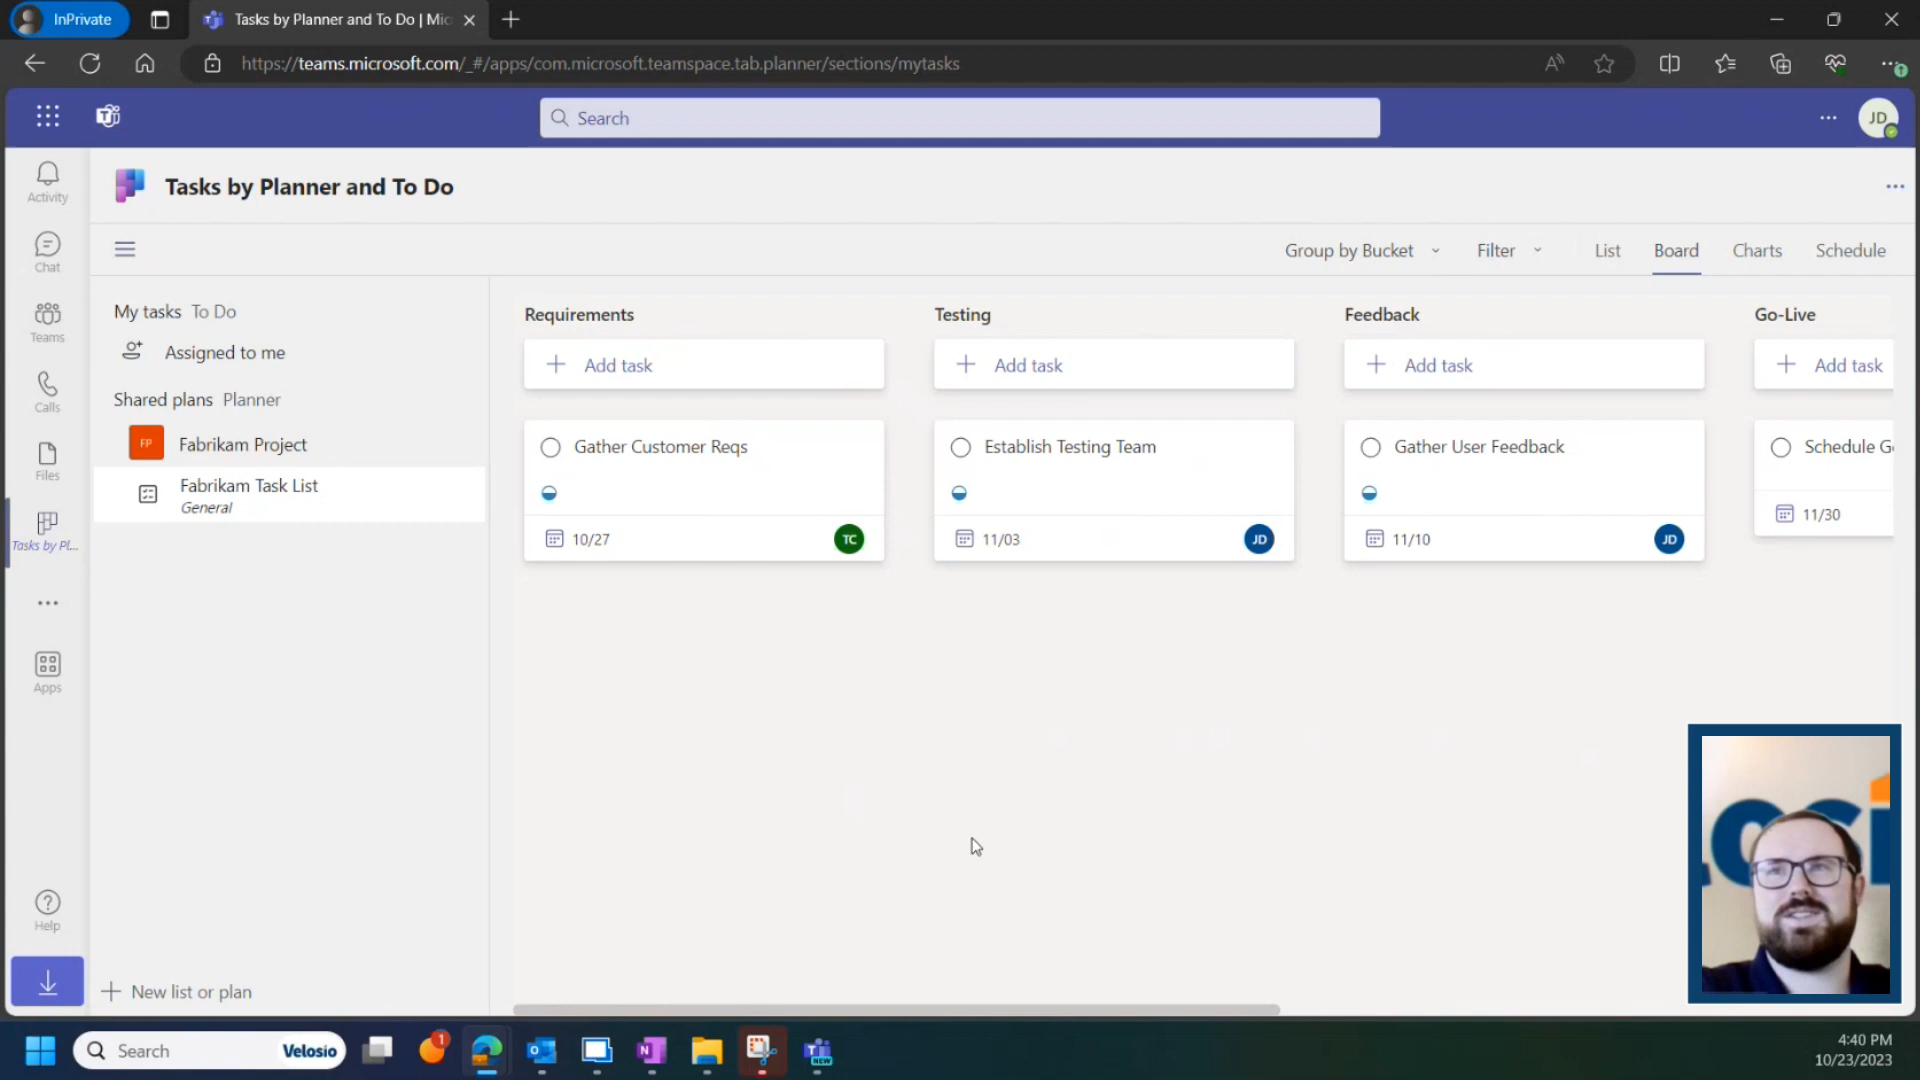 InPrivate
Tasks by Planner and To Do | Mic
https://teams.microsoft.com/_#/apps/com.microsoft.teamspace.tab.planner/sections/mytasks
Search
JD
Activity
Chat
Teams
Calls
Files
Tasks by Pl...
Apps
Help
Tasks by Planner and To Do
Group by Bucket
Filter
List
Board
Charts
Schedule
My tasks To Do
Assigned to me
Shared plans Planner
FP
Fabrikam Project
Fabrikam Task List
General
New list or plan
Requirements
Add task
Gather Customer Reqs
10/27
TC
Testing
Add task
Establish Testing Team
11/03
JD
Feedback
Add task
Gather User Feedback
11/10
JD
Go-Live
Add task
Schedule G
11/30
Search
Velosio
1
N
NEW
4:40 PM
10/23/2023